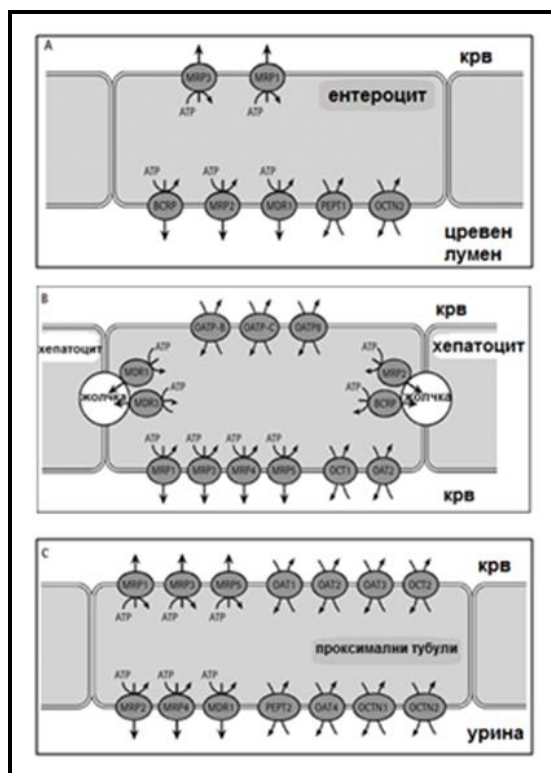 A
крв
MRP3 MRP1
ATP ATP
ентероцит
ATP ATP ATP
BCRP MRP2 MDR1 PEPT1 OCTN2
цревен
лумен
B
крв
OATP-B OATP-C OATP8
хепатоцит
хепатоцит
MDR1 ATP
ATP MRP2
жолчка
MDR3 ATP
ATP BCRP
жолчка
ATP ATP ATP ATP
MRP1 MRP3 MRP4 MRP5 OCT1 OAT2
крв
C
крв
MRP1 MRP3 MRP5 OAT1 OAT2 OAT3 OCT2
ATP ATP ATP
проксимални тубули
ATP ATP ATP
MRP2 MRP4 MDR1 PEPT2 OAT4 OCTN1 OCTN2
урина